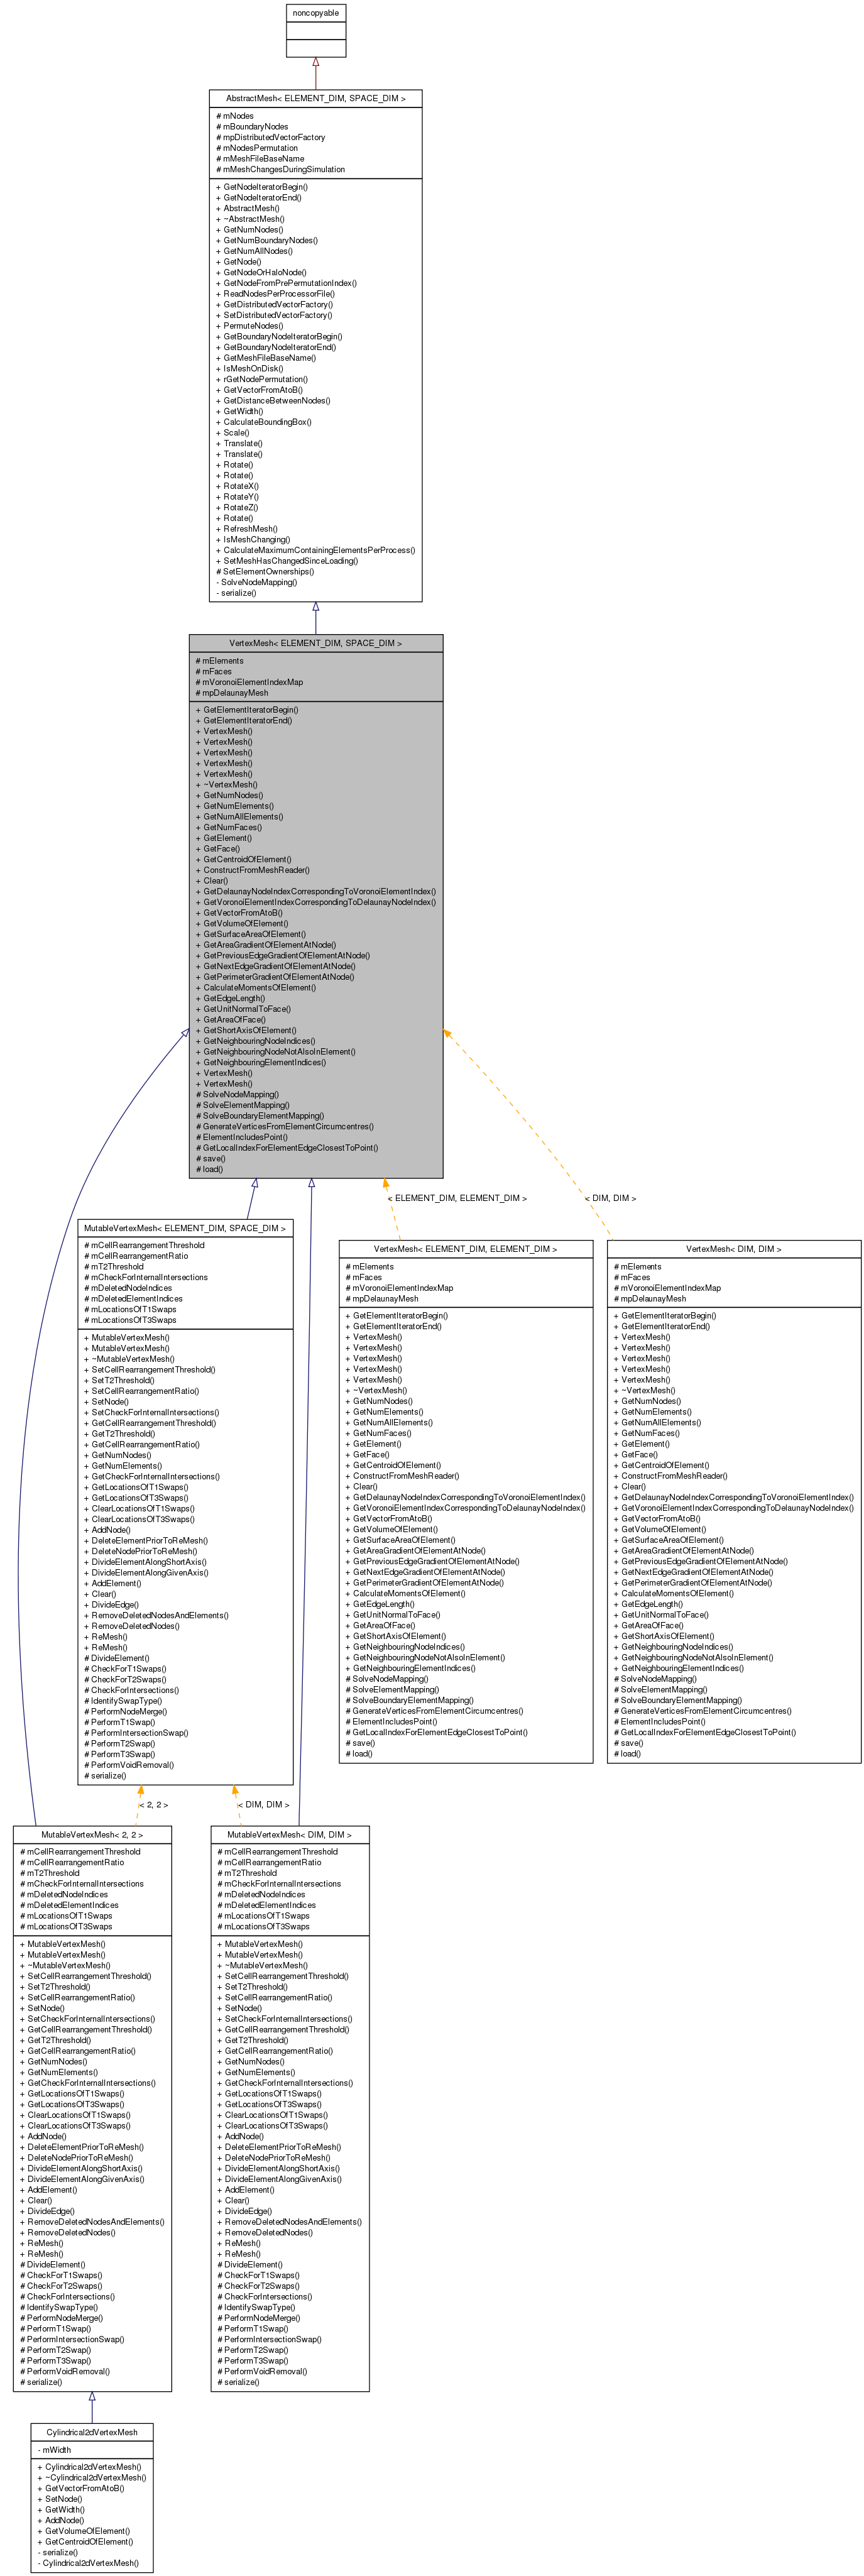 noncopyable
AbstractMesh< ELEMENT_DIM, SPACE_DIM >
# mNodes
# mBoundaryNodes
# mpDistributedVectorFactory
# mNodesPermutation
# mMeshFileBaseName
# mMeshChangesDuringSimulation
+ GetNodeIteratorBegin()
+ GetNodeIteratorEnd()
+ AbstractMesh()
+ ~AbstractMesh()
+ GetNumNodes()
+ GetNumBoundaryNodes()
+ GetNumAllNodes()
+ GetNode()
+ GetNodeOrHaloNode()
+ GetNodeFromPrePermutationIndex()
+ ReadNodesPerProcessorFile()
+ GetDistributedVectorFactory()
+ SetDistributedVectorFactory()
+ PermuteNodes()
+ GetBoundaryNodeIteratorBegin()
+ GetBoundaryNodeIteratorEnd()
+ GetMeshFileBaseName()
+ IsMeshOnDisk()
+ rGetNodePermutation()
+ GetVectorFromAtoB()
+ GetDistanceBetweenNodes()
+ GetWidth()
+ CalculateBoundingBox()
+ Scale()
+ Translate()
+ Translate()
+ Rotate()
+ Rotate()
+ RotateX()
+ RotateY()
+ RotateZ()
+ Rotate()
+ RefreshMesh()
+ IsMeshChanging()
+ CalculateMaximumContainingElementsPerProcess()
+ SetMeshHasChangedSinceLoading()
# SetElementOwnerships()
- SolveNodeMapping()
- serialize()
VertexMesh< ELEMENT_DIM, SPACE_DIM >
# mElements
# mFaces
# mVoronoiElementIndexMap
# mpDelaunayMesh
+ GetElementIteratorBegin()
+ GetElementIteratorEnd()
+ VertexMesh()
+ VertexMesh()
+ VertexMesh()
+ VertexMesh()
+ VertexMesh()
+ ~VertexMesh()
+ GetNumNodes()
+ GetNumElements()
+ GetNumAllElements()
+ GetNumFaces()
+ GetElement()
+ GetFace()
+ GetCentroidOfElement()
+ ConstructFromMeshReader()
+ Clear()
+ GetDelaunayNodeIndexCorrespondingToVoronoiElementIndex()
+ GetVoronoiElementIndexCorrespondingToDelaunayNodeIndex()
+ GetVectorFromAtoB()
+ GetVolumeOfElement()
+ GetSurfaceAreaOfElement()
+ GetAreaGradientOfElementAtNode()
+ GetPreviousEdgeGradientOfElementAtNode()
+ GetNextEdgeGradientOfElementAtNode()
+ GetPerimeterGradientOfElementAtNode()
+ CalculateMomentsOfElement()
+ GetEdgeLength()
+ GetUnitNormalToFace()
+ GetAreaOfFace()
+ GetShortAxisOfElement()
+ GetNeighbouringNodeIndices()
+ GetNeighbouringNodeNotAlsoInElement()
+ GetNeighbouringElementIndices()
+ VertexMesh()
+ VertexMesh()
# SolveNodeMapping()
# SolveElementMapping()
# SolveBoundaryElementMapping()
# GenerateVerticesFromElementCircumcentres()
# ElementIncludesPoint()
# GetLocalIndexForElementEdgeClosestToPoint()
# save()
# load()
< ELEMENT_DIM, ELEMENT_DIM >
< DIM, DIM >
MutableVertexMesh< ELEMENT_DIM, SPACE_DIM >
# mCellRearrangementThreshold
# mCellRearrangementRatio
# mT2Threshold
# mCheckForInternalIntersections
# mDeletedNodeIndices
# mDeletedElementIndices
# mLocationsOfT1Swaps
# mLocationsOfT3Swaps
+ MutableVertexMesh()
+ MutableVertexMesh()
+ ~MutableVertexMesh()
+ SetCellRearrangementThreshold()
+ SetT2Threshold()
+ SetCellRearrangementRatio()
+ SetNode()
+ SetCheckForInternalIntersections()
+ GetCellRearrangementThreshold()
+ GetT2Threshold()
+ GetCellRearrangementRatio()
+ GetNumNodes()
+ GetNumElements()
+ GetCheckForInternalIntersections()
+ GetLocationsOfT1Swaps()
+ GetLocationsOfT3Swaps()
+ ClearLocationsOfT1Swaps()
+ ClearLocationsOfT3Swaps()
+ AddNode()
+ DeleteElementPriorToReMesh()
+ DeleteNodePriorToReMesh()
+ DivideElementAlongShortAxis()
+ DivideElementAlongGivenAxis()
+ AddElement()
+ Clear()
+ DivideEdge()
+ RemoveDeletedNodesAndElements()
+ RemoveDeletedNodes()
+ ReMesh()
+ ReMesh()
# DivideElement()
# CheckForT1Swaps()
# CheckForT2Swaps()
# CheckForIntersections()
# IdentifySwapType()
# PerformNodeMerge()
# PerformT1Swap()
# PerformIntersectionSwap()
# PerformT2Swap()
# PerformT3Swap()
# PerformVoidRemoval()
# serialize()
VertexMesh< ELEMENT_DIM, ELEMENT_DIM >
# mElements
# mFaces
# mVoronoiElementIndexMap
# mpDelaunayMesh
+ GetElementIteratorBegin()
+ GetElementIteratorEnd()
+ VertexMesh()
+ VertexMesh()
+ VertexMesh()
+ VertexMesh()
+ VertexMesh()
+ ~VertexMesh()
+ GetNumNodes()
+ GetNumElements()
+ GetNumAllElements()
+ GetNumFaces()
+ GetElement()
+ GetFace()
+ GetCentroidOfElement()
+ ConstructFromMeshReader()
+ Clear()
+ GetDelaunayNodeIndexCorrespondingToVoronoiElementIndex()
+ GetVoronoiElementIndexCorrespondingToDelaunayNodeIndex()
+ GetVectorFromAtoB()
+ GetVolumeOfElement()
+ GetSurfaceAreaOfElement()
+ GetAreaGradientOfElementAtNode()
+ GetPreviousEdgeGradientOfElementAtNode()
+ GetNextEdgeGradientOfElementAtNode()
+ GetPerimeterGradientOfElementAtNode()
+ CalculateMomentsOfElement()
+ GetEdgeLength()
+ GetUnitNormalToFace()
+ GetAreaOfFace()
+ GetShortAxisOfElement()
+ GetNeighbouringNodeIndices()
+ GetNeighbouringNodeNotAlsoInElement()
+ GetNeighbouringElementIndices()
# SolveNodeMapping()
# SolveElementMapping()
# SolveBoundaryElementMapping()
# GenerateVerticesFromElementCircumcentres()
# ElementIncludesPoint()
# GetLocalIndexForElementEdgeClosestToPoint()
# save()
# load()
VertexMesh< DIM, DIM >
# mElements
# mFaces
# mVoronoiElementIndexMap
# mpDelaunayMesh
+ GetElementIteratorBegin()
+ GetElementIteratorEnd()
+ VertexMesh()
+ VertexMesh()
+ VertexMesh()
+ VertexMesh()
+ VertexMesh()
+ ~VertexMesh()
+ GetNumNodes()
+ GetNumElements()
+ GetNumAllElements()
+ GetNumFaces()
+ GetElement()
+ GetFace()
+ GetCentroidOfElement()
+ ConstructFromMeshReader()
+ Clear()
+ GetDelaunayNodeIndexCorrespondingToVoronoiElementIndex()
+ GetVoronoiElementIndexCorrespondingToDelaunayNodeIndex()
+ GetVectorFromAtoB()
+ GetVolumeOfElement()
+ GetSurfaceAreaOfElement()
+ GetAreaGradientOfElementAtNode()
+ GetPreviousEdgeGradientOfElementAtNode()
+ GetNextEdgeGradientOfElementAtNode()
+ GetPerimeterGradientOfElementAtNode()
+ CalculateMomentsOfElement()
+ GetEdgeLength()
+ GetUnitNormalToFace()
+ GetAreaOfFace()
+ GetShortAxisOfElement()
+ GetNeighbouringNodeIndices()
+ GetNeighbouringNodeNotAlsoInElement()
+ GetNeighbouringElementIndices()
# SolveNodeMapping()
# SolveElementMapping()
# SolveBoundaryElementMapping()
# GenerateVerticesFromElementCircumcentres()
# ElementIncludesPoint()
# GetLocalIndexForElementEdgeClosestToPoint()
# save()
# load()
< 2, 2 >
< DIM, DIM >
MutableVertexMesh< 2, 2 >
# mCellRearrangementThreshold
# mCellRearrangementRatio
# mT2Threshold
# mCheckForInternalIntersections
# mDeletedNodeIndices
# mDeletedElementIndices
# mLocationsOfT1Swaps
# mLocationsOfT3Swaps
+ MutableVertexMesh()
+ MutableVertexMesh()
+ ~MutableVertexMesh()
+ SetCellRearrangementThreshold()
+ SetT2Threshold()
+ SetCellRearrangementRatio()
+ SetNode()
+ SetCheckForInternalIntersections()
+ GetCellRearrangementThreshold()
+ GetT2Threshold()
+ GetCellRearrangementRatio()
+ GetNumNodes()
+ GetNumElements()
+ GetCheckForInternalIntersections()
+ GetLocationsOfT1Swaps()
+ GetLocationsOfT3Swaps()
+ ClearLocationsOfT1Swaps()
+ ClearLocationsOfT3Swaps()
+ AddNode()
+ DeleteElementPriorToReMesh()
+ DeleteNodePriorToReMesh()
+ DivideElementAlongShortAxis()
+ DivideElementAlongGivenAxis()
+ AddElement()
+ Clear()
+ DivideEdge()
+ RemoveDeletedNodesAndElements()
+ RemoveDeletedNodes()
+ ReMesh()
+ ReMesh()
# DivideElement()
# CheckForT1Swaps()
# CheckForT2Swaps()
# CheckForIntersections()
# IdentifySwapType()
# PerformNodeMerge()
# PerformT1Swap()
# PerformIntersectionSwap()
# PerformT2Swap()
# PerformT3Swap()
# PerformVoidRemoval()
# serialize()
MutableVertexMesh< DIM, DIM >
# mCellRearrangementThreshold
# mCellRearrangementRatio
# mT2Threshold
# mCheckForInternalIntersections
# mDeletedNodeIndices
# mDeletedElementIndices
# mLocationsOfT1Swaps
# mLocationsOfT3Swaps
+ MutableVertexMesh()
+ MutableVertexMesh()
+ ~MutableVertexMesh()
+ SetCellRearrangementThreshold()
+ SetT2Threshold()
+ SetCellRearrangementRatio()
+ SetNode()
+ SetCheckForInternalIntersections()
+ GetCellRearrangementThreshold()
+ GetT2Threshold()
+ GetCellRearrangementRatio()
+ GetNumNodes()
+ GetNumElements()
+ GetCheckForInternalIntersections()
+ GetLocationsOfT1Swaps()
+ GetLocationsOfT3Swaps()
+ ClearLocationsOfT1Swaps()
+ ClearLocationsOfT3Swaps()
+ AddNode()
+ DeleteElementPriorToReMesh()
+ DeleteNodePriorToReMesh()
+ DivideElementAlongShortAxis()
+ DivideElementAlongGivenAxis()
+ AddElement()
+ Clear()
+ DivideEdge()
+ RemoveDeletedNodesAndElements()
+ RemoveDeletedNodes()
+ ReMesh()
+ ReMesh()
# DivideElement()
# CheckForT1Swaps()
# CheckForT2Swaps()
# CheckForIntersections()
# IdentifySwapType()
# PerformNodeMerge()
# PerformT1Swap()
# PerformIntersectionSwap()
# PerformT2Swap()
# PerformT3Swap()
# PerformVoidRemoval()
# serialize()
Cylindrical2dVertexMesh
- mWidth
+ Cylindrical2dVertexMesh()
+ ~Cylindrical2dVertexMesh()
+ GetVectorFromAtoB()
+ SetNode()
+ GetWidth()
+ AddNode()
+ GetVolumeOfElement()
+ GetCentroidOfElement()
- serialize()
- Cylindrical2dVertexMesh()